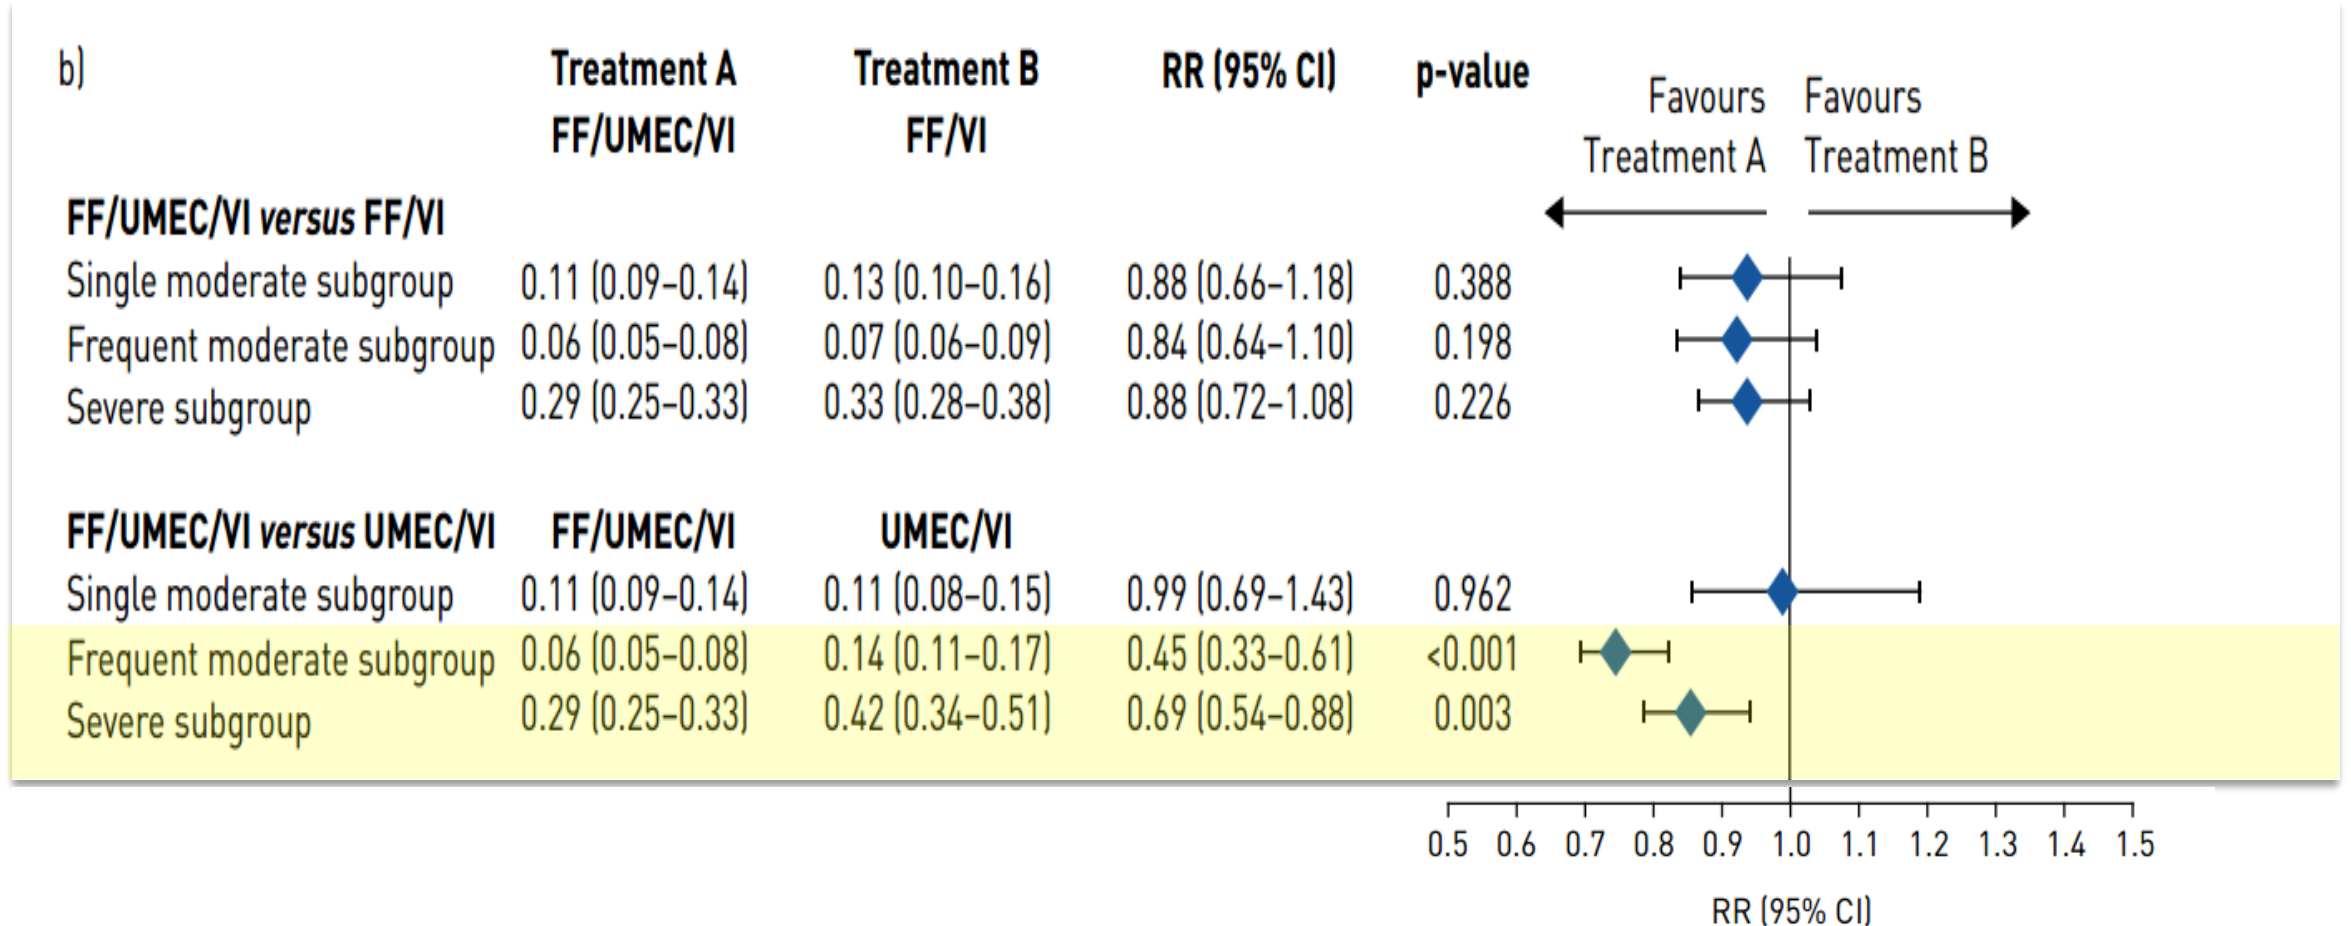 b) Treatment A Treatment B RR (95% CI) p-value Favours Favours
FF/UMEC/VI FF/VI Treatment A Treatment B
FF/UMEC/VI versus FF/VI
Single moderate subgroup 0.11 (0.09–0.14) 0.13 (0.10–0.16) 0.88 (0.66–1.18) 0.388
Frequent moderate subgroup 0.06 (0.05–0.08) 0.07 (0.06–0.09) 0.84 (0.64–1.10) 0.198
Severe subgroup 0.29 (0.25–0.33) 0.33 (0.28–0.38) 0.88 (0.72–1.08) 0.226
FF/UMEC/VI versus UMEC/VI FF/UMEC/VI UMEC/VI
Single moderate subgroup 0.11 (0.09–0.14) 0.11 (0.08–0.15) 0.99 (0.69–1.43) 0.962
Frequent moderate subgroup 0.06 (0.05–0.08) 0.14 (0.11–0.17) 0.45 (0.33–0.61) <0.001
Severe subgroup 0.29 (0.25–0.33) 0.42 (0.34–0.51) 0.69 (0.54–0.88) 0.003
0.5 0.6 0.7 0.8 0.9 1.0 1.1 1.2 1.3 1.4 1.5
RR (95% CI)